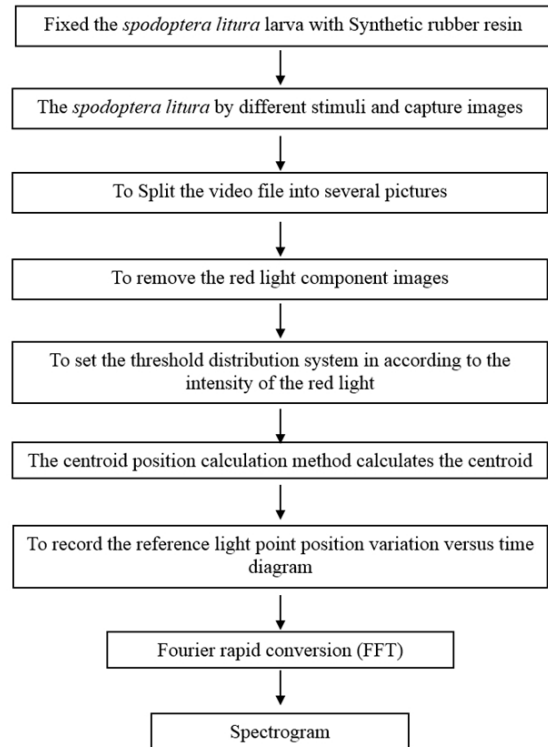 Fixed the spodoptera litura larva with Synthetic rubber resin
The spodoptera litura by different stimuli and capture images
To Split the video file into several pictures
To remove the red light component images
To set the threshold distribution system in according to the
intensity of the red light
The centroid position calculation method calculates the centroid
To record the reference light point position variation versus time
diagram
Fourier rapid conversion (FFT)
Spectrogram